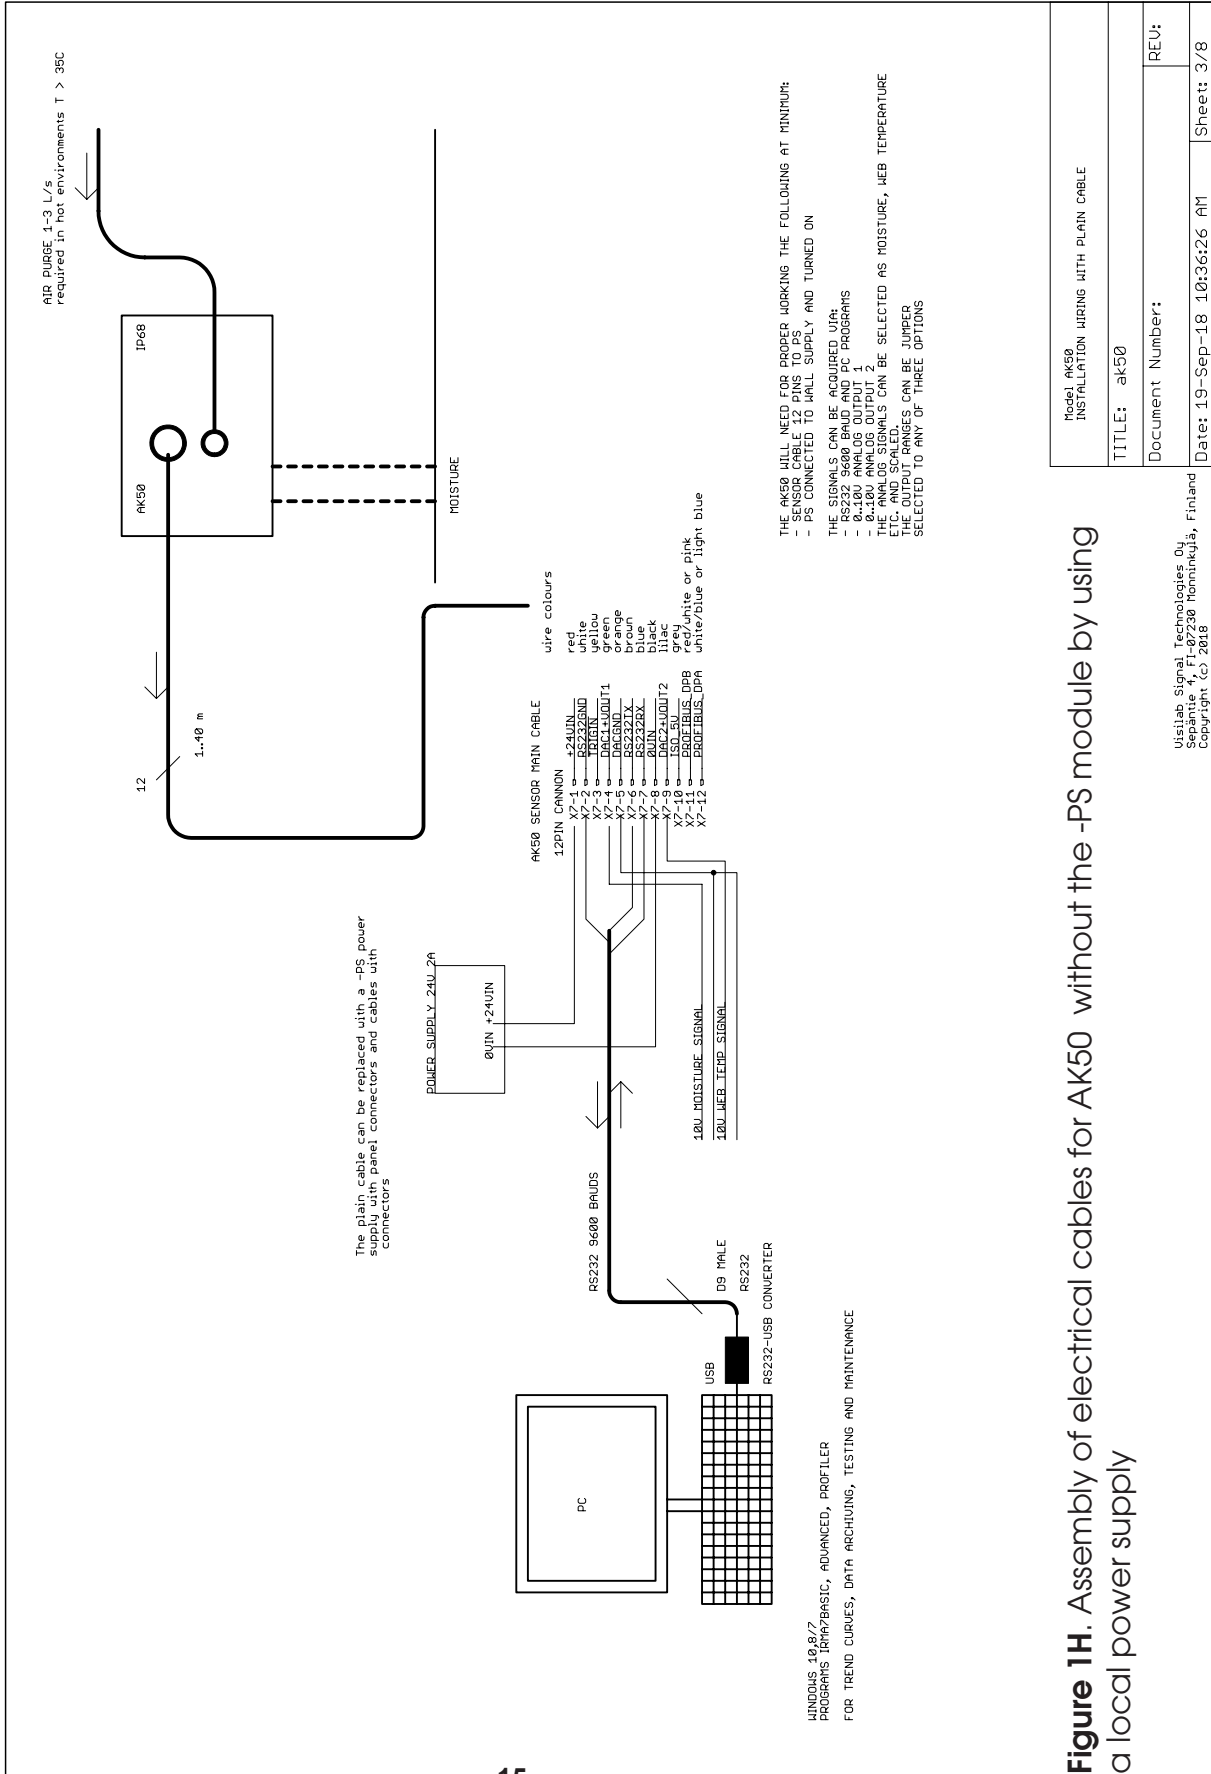 AIR PURGE 1-3 L/s
required in hot environments T > 35C
AK50
IP68
MOISTURE
12
1..40 m
The plain cable can be replaced with a -PS power
supply with panel connectors and cables with
connectors
POWER SUPPLY 24V 2A
0VIN +24VIN
AK50 SENSOR MAIN CABLE
12PIN CANNON
wire colours
X7-1 +24VIN red
X7-2 RS232GND white
X7-3 TRIGIN yellow
X7-4 DAC1+VOUT1 green
X7-5 DACGND orange
X7-6 RS232TX brown
X7-7 RS232RX blue
X7-8 0VIN black
X7-9 DAC2+VOUT2 lilac
X7-10 ISO_5V grey
X7-11 PROFIBUS_DPB red/white or pink
X7-12 PROFIBUS_DPA white/blue or light blue
10V MOISTURE SIGNAL
10V WEB TEMP SIGNAL
RS232 9600 BAUDS
D9 MALE
RS232
RS232-USB CONVERTER
USB
PC
WINDOWS 10,8/7
PROGRAMS IRMA7BASIC, ADVANCED, PROFILER
FOR TREND CURVES, DATA ARCHIVING, TESTING AND MAINTENANCE
THE AK50 WILL NEED FOR PROPER WORKING THE FOLLOWING AT MINIMUM:
- SENSOR CABLE 12 PINS TO PS
- PS CONNECTED TO WALL SUPPLY AND TURNED ON
THE SIGNALS CAN BE ACQUIRED VIA:
- RS232 9600 BAUD AND PC PROGRAMS
- 0..10V ANALOG OUTPUT 1
- 0..10V ANALOG OUTPUT 2
THE ANALOG SIGNALS CAN BE SELECTED AS MOISTURE, WEB TEMPERATURE
ETC. AND SCALED.
THE OUTPUT RANGES CAN BE JUMPER
SELECTED TO ANY OF THREE OPTIONS
Model AK50
INSTALLATION WIRING WITH PLAIN CABLE
TITLE: ak50
Document Number:
REV:
Date: 19-Sep-18 10:36:26 AM
Sheet: 3/8
Visilab Signal Technologies Oy
Sepäntie 4, FI-07230 Monninkylä, Finland
Copyright (c) 2018
Figure 1H. Assembly of electrical cables for AK50 without the -PS module by using
a local power supply
15